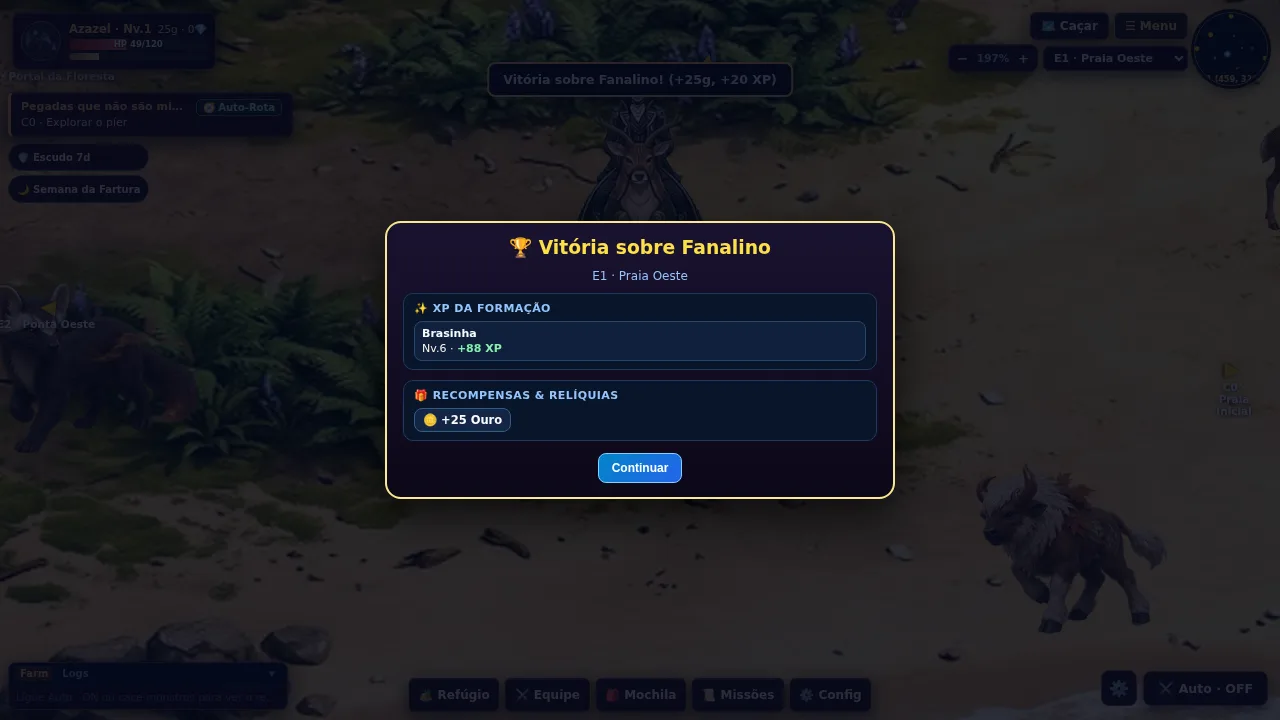 Azazel · Nv.1 25g · 0💎
HP 49/120
Portal da Floresta
Pegadas que não são mi... Auto-Rota
C0 · Explorar o píer
Escudo 7d
Semana da Fartura
Vitória sobre Fanalino! (+25g, +20 XP)
Caçar ☰ Menu
− 197% + E1 · Praia Oeste
🏆 Vitória sobre Fanalino
E1 · Praia Oeste
✨ XP DA FORMAÇÃO
Brasinha
Nv.6 · +88 XP
🎁 RECOMPENSAS & RELÍQUIAS
🪙 +25 Ouro
Continuar
Ponta Oeste
C0 ·
Praia
Inicial
Farm Logs
Refúgio Equipe Mochila Missões Config
Auto · OFF